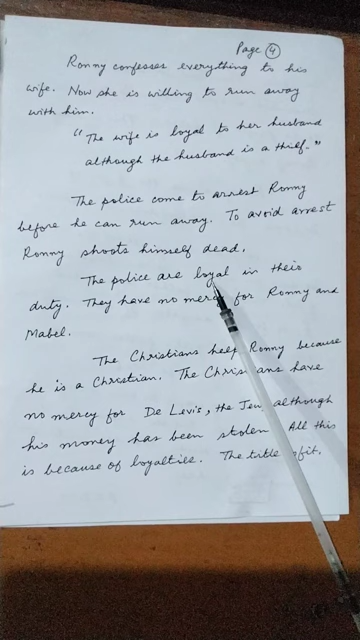 Page 4
Ronny confesses everything to his
wife. Now she is willing to run away
with him.
"The wife is loyal to her husband
although the husband is a thief."
The police come to arrest Ronny
before he can run away. To avoid arrest
Ronny shoots himself dead.
The police are loyal in their
duty. They have no mercy for Ronny and
Mabel.
The Christians help Ronny because
he is a Christian. The Christians have
no mercy for De Levis, the Jew although
his money has been stolen. All this
is because of loyalties. The title fit.